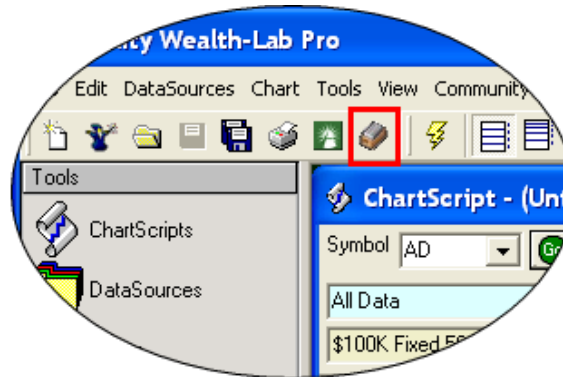 Wealth-Lab Pro
Edit DataSources Chart Tools View Community
Tools
ChartScripts
DataSources
ChartScript - (Unt
Symbol AD Go
All Data
$100K Fixed